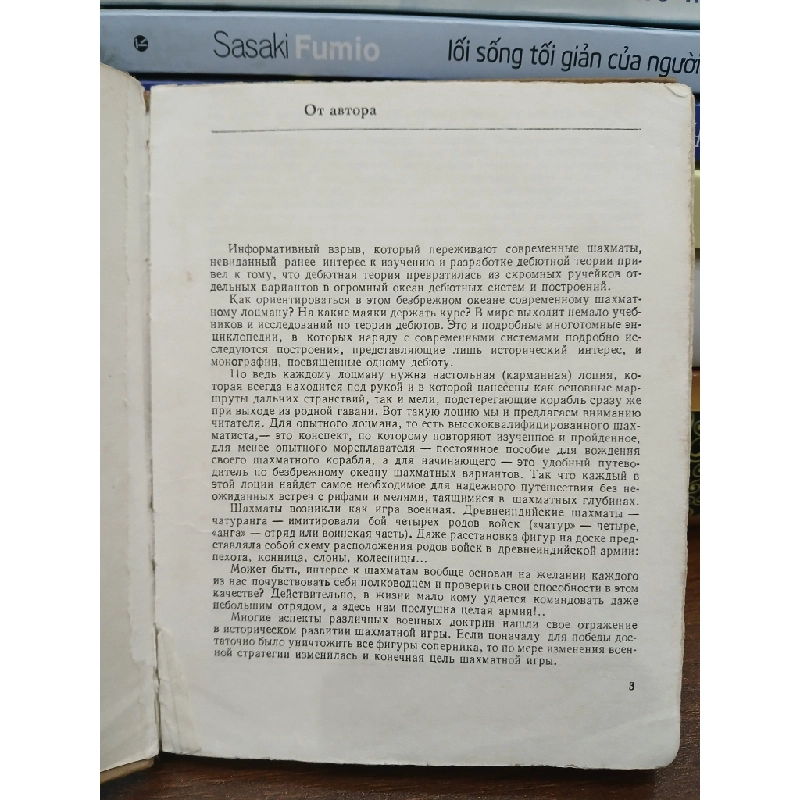 Sasaki Fumio lối sống tối giản của người
От автора
Информативный взрыв, который переживают современные шахматы,
невиданный ранее интерес к изучению и разработке дебютной теории при-
вел к тому, что дебютная теория превратилась из скромных ручейков от-
дельных вариантов в огромный океан дебютных систем и построений.
Как ориентироваться в этом безбрежном океане современному шахмат-
ному лоцману? На какие маяки держать курс? В мире выходит немало учеб-
ников и исследований по теории дебютов. Это и подробные многотомные эн-
циклопедии, в которых наряду с современными системами подробно ис-
следуются построения, представляющие лишь исторический интерес, и
монографии, посвященные одному дебюту.
Но ведь каждому лоцману нужна настольная (карманная) лоция, ко-
торая всегда находится под рукой и в которой нанесены как основные мар-
шруты дальних странствий, так и мели, подстерегающие корабль сразу же
при выходе из родной гавани. Вот такую лоцию мы и предлагаем вниманию
читателя. Для опытного лоцмана, то есть высококвалифицированного шах-
матиста,— это конспект, по которому повторяют изученное и пройденное,
для менее опытного мореплавателя — постоянное пособие для вождения
своего шахматного корабля, а для начинающего — это удобный путево-
дитель по безбрежному океану шахматных вариантов. Так что каждый в
этой лоции найдет самое необходимое для надежного путешествия без не-
ожиданных встреч с рифами и мелями, таящимися в шахматных глубинах.
Шахматы возникли как игра военная. Древнеиндийские шахматы —
чатуранга — имитировали бой четырех родов войск («чатур» — четыре,
«анга» — отряд или воинская часть). Даже расстановка фигур на доске пред-
ставляла собой схему расположения родов войск в древнеиндийской армии:
пехота, конница, слоны, колесницы...
Может быть, интерес к шахматам вообще основан на желании каждого
из нас почувствовать себя полководцем и проверить свои способности в этом
качестве? Действительно, в жизни мало кому удается командовать даже
небольшим отрядом, а здесь нам послушна целая армия!..
Многие аспекты различных военных доктрин нашли свое отражение
в историческом развитии шахматной игры. Если поначалу для победы дос-
таточно было уничтожить все фигуры соперника, то по мере изменения воен-
ной стратегии изменилась и конечная цель шахматной игры.
3